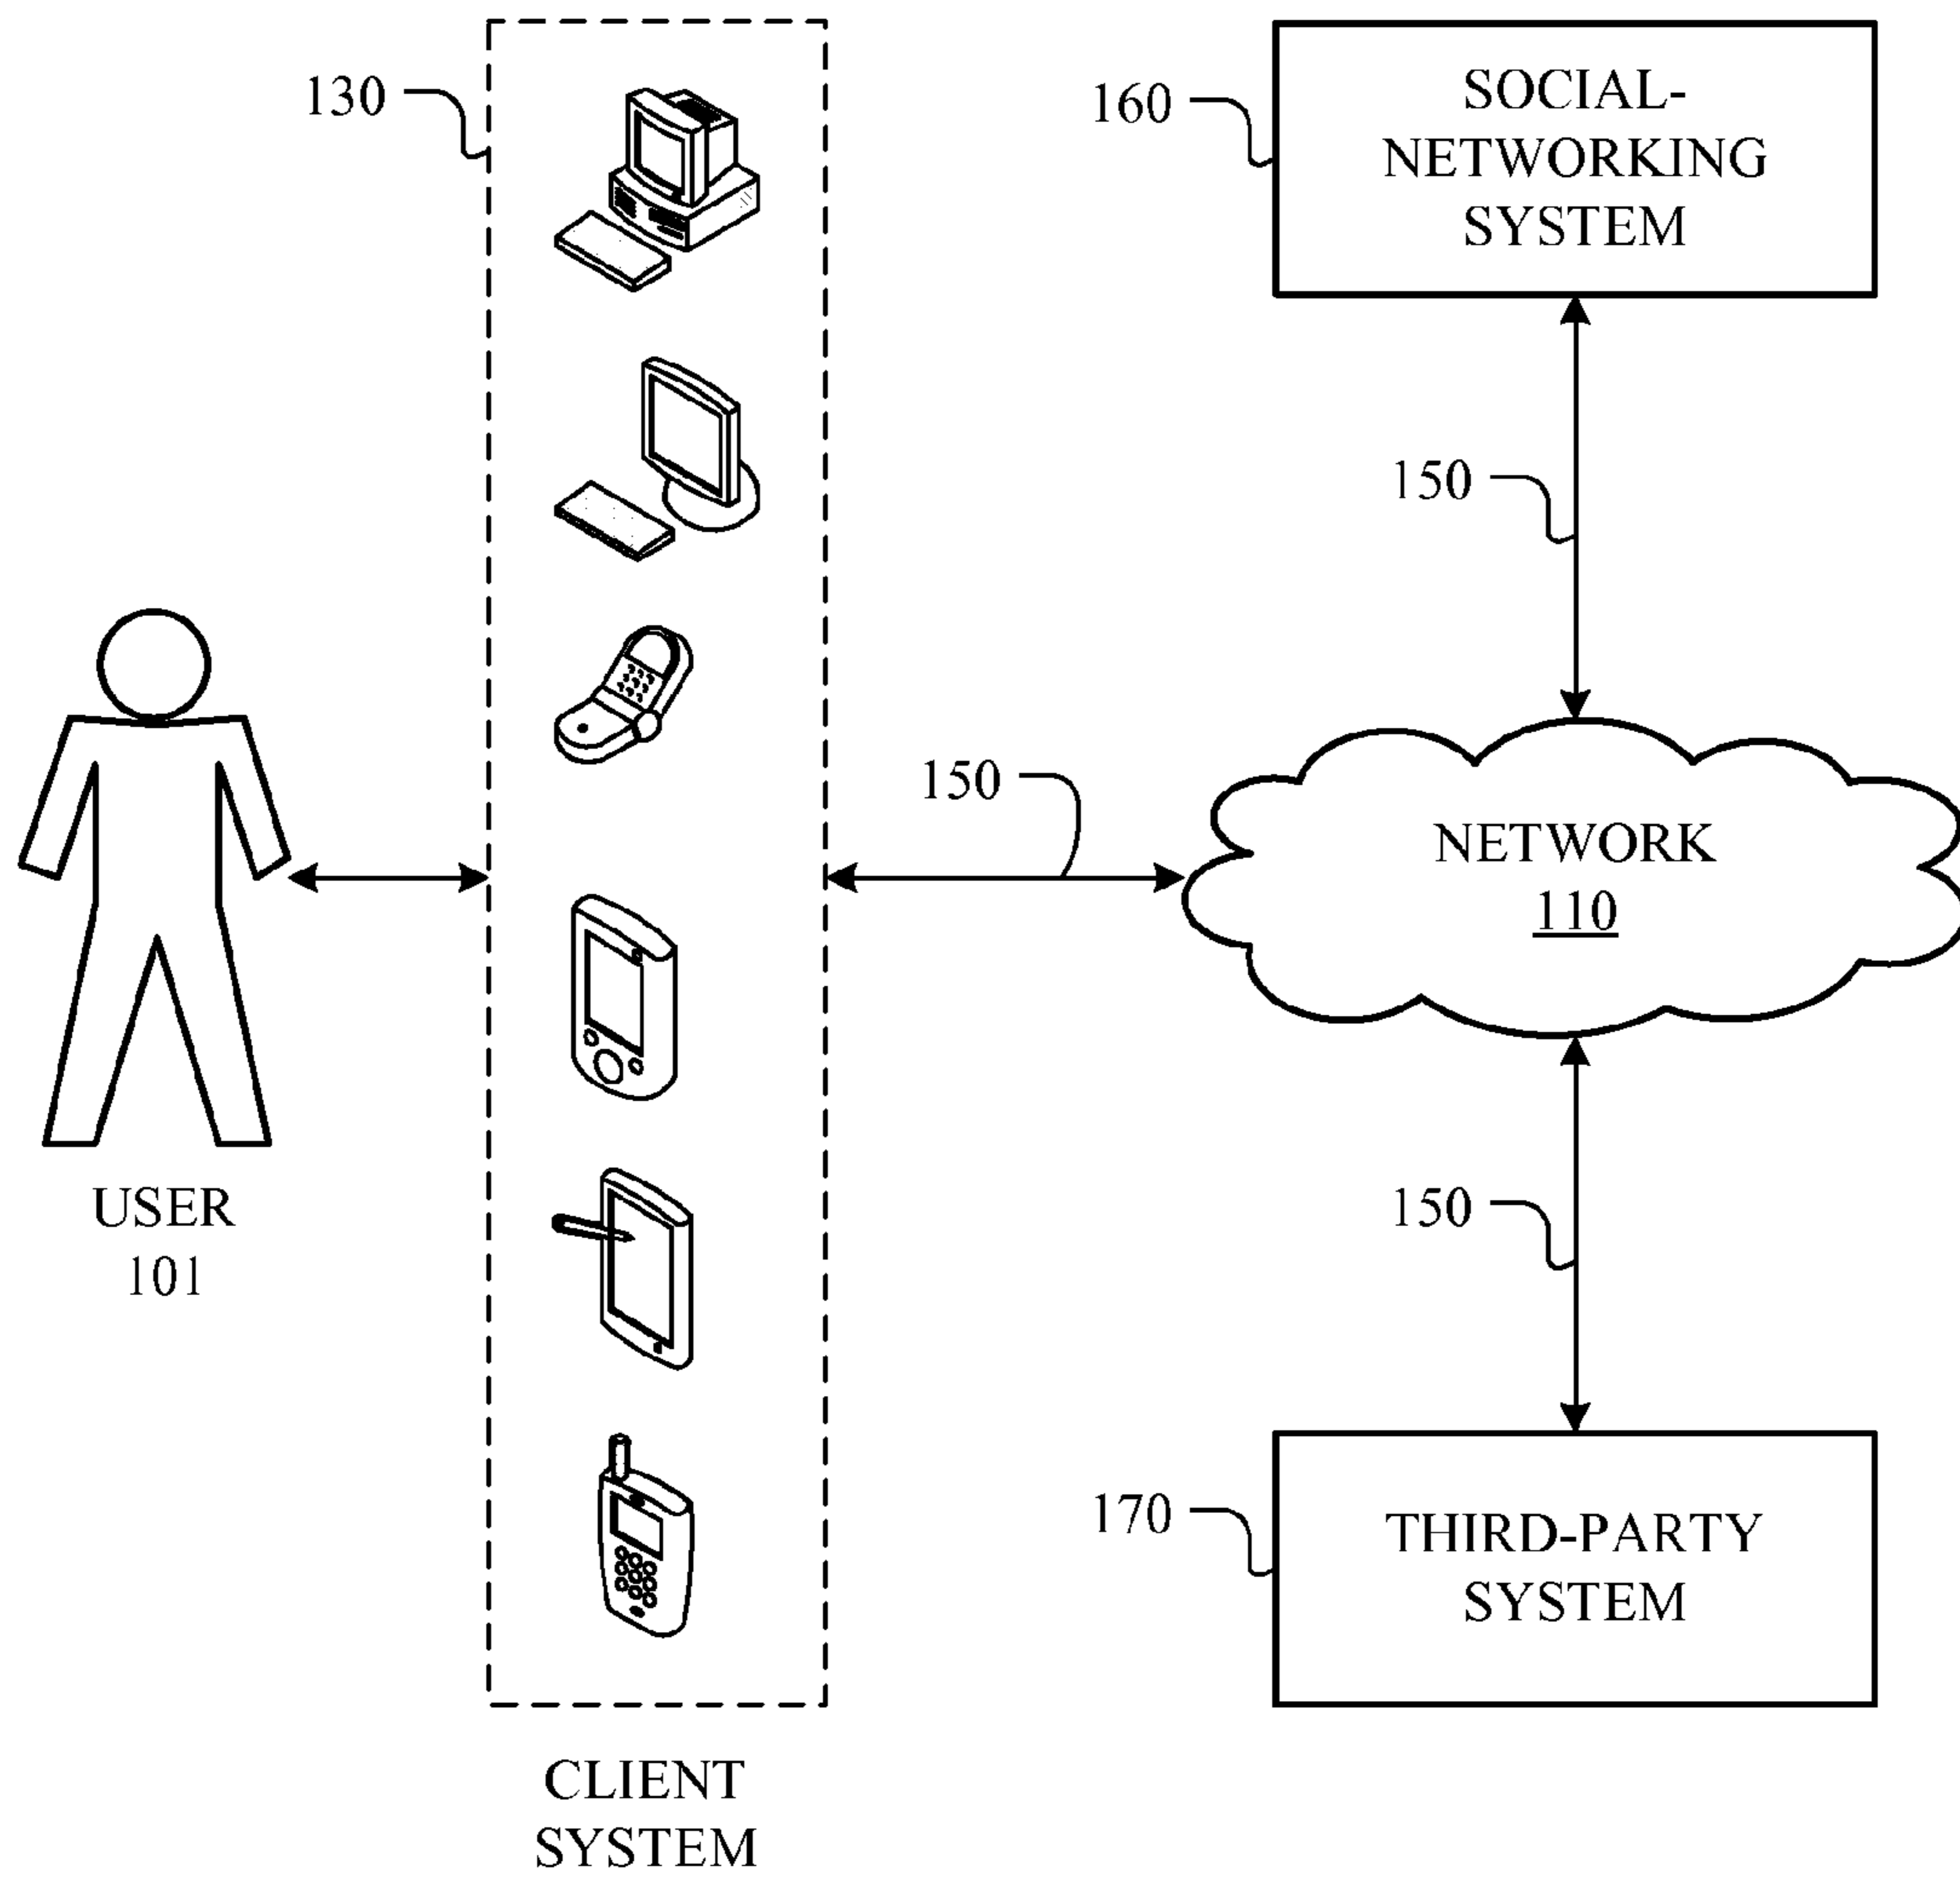 130
160
SOCIAL-
NETWORKING
SYSTEM
150
150
NETWORK
110
USER
101
150
170
THIRD-PARTY
SYSTEM
CLIENT
SYSTEM